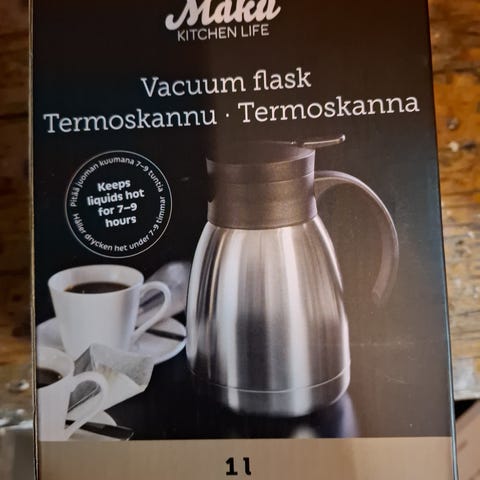 Maku
KITCHEN LIFE
Vacuum flask
Termoskannu · Termoskanna
Pitää juoman kuumana 7–9 tuntia
Keeps
liquids hot
for 7–9
hours
Håller drycken het under 7–9 timmar
1 l